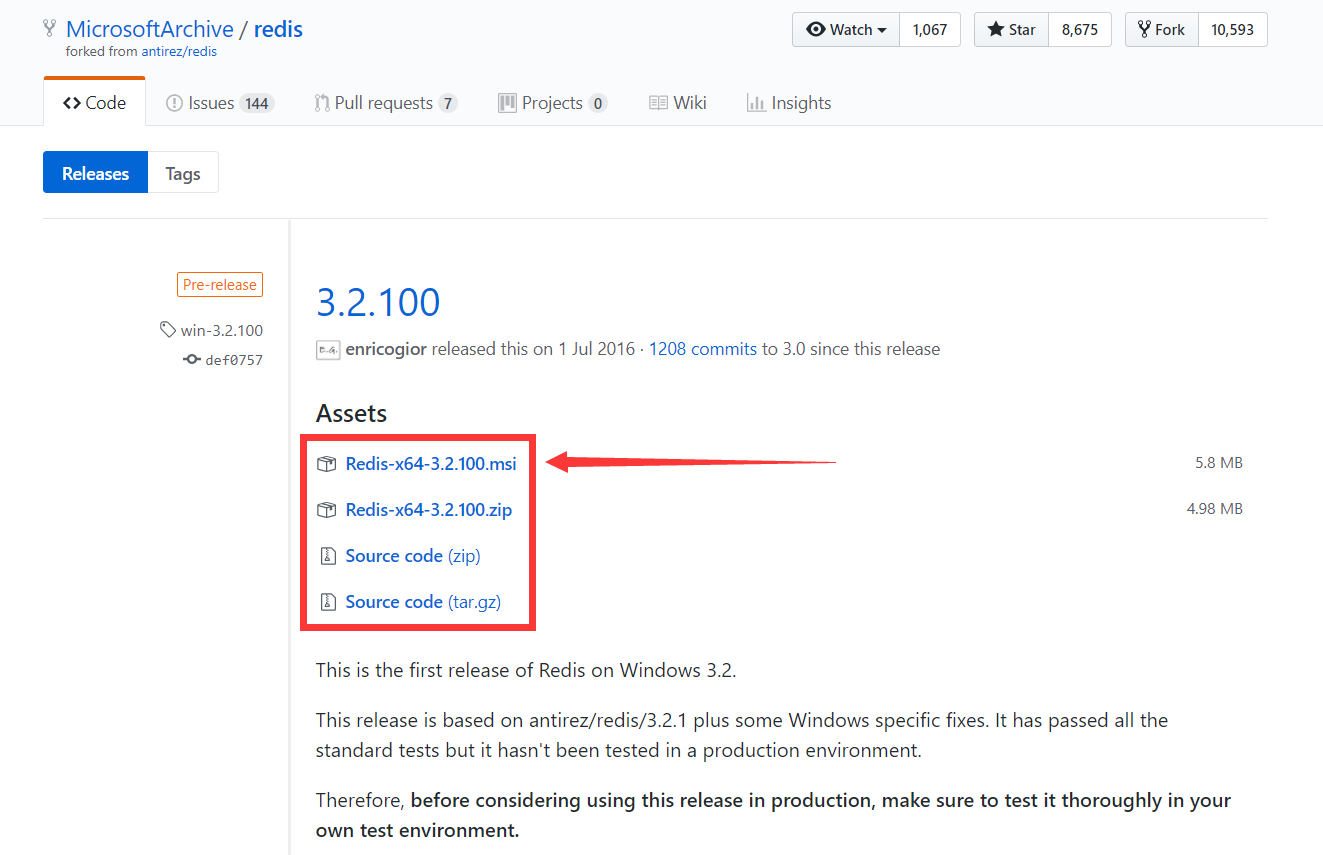 MicrosoftArchive / redis
forked from antirez/redis
Watch 1,067 Star 8,675 Fork 10,593
Code Issues 144 Pull requests 7 Projects 0 Wiki Insights
Releases Tags
Pre-release
win-3.2.100
def0757
3.2.100
enricogior released this on 1 Jul 2016 · 1208 commits to 3.0 since this release
Assets
Redis-x64-3.2.100.msi 5.8 MB
Redis-x64-3.2.100.zip 4.98 MB
Source code (zip)
Source code (tar.gz)
This is the first release of Redis on Windows 3.2.
This release is based on antirez/redis/3.2.1 plus some Windows specific fixes. It has passed all the
standard tests but it hasn't been tested in a production environment.
Therefore, before considering using this release in production, make sure to test it thoroughly in your
own test environment.